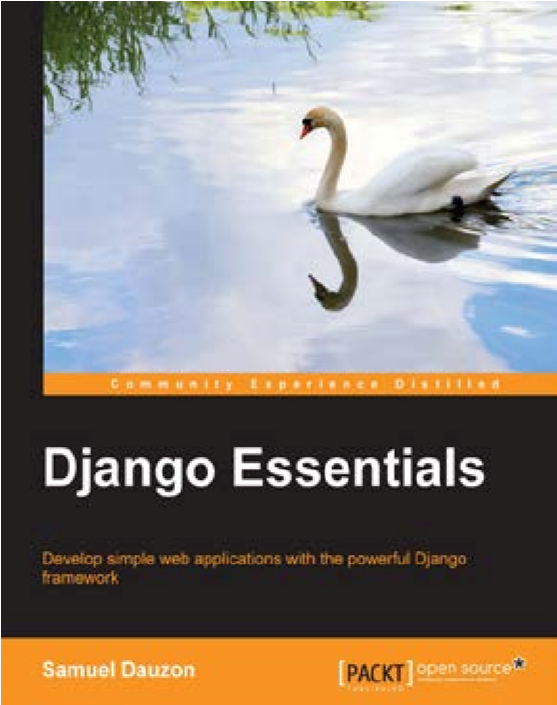 Community Experience Distilled
Django Essentials
Develop simple web applications with the powerful Django
framework
Samuel Dauzon
[PACKT] open source*
PUBLISHING